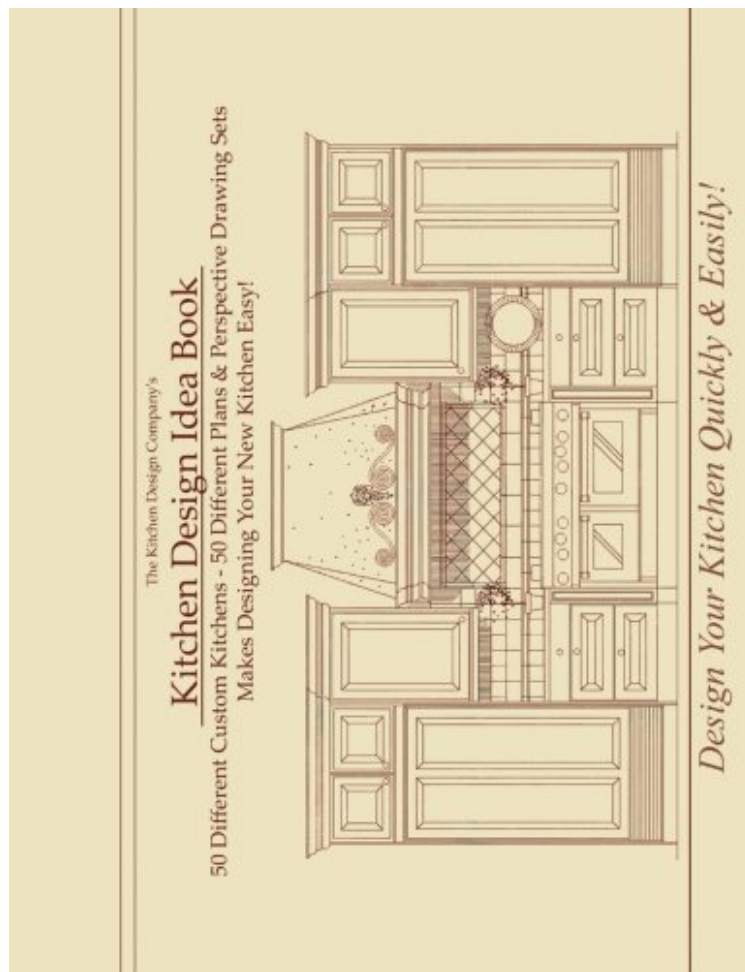 The Kitchen Design Company's
Kitchen Design Idea Book
50 Different Custom Kitchens - 50 Different Plans & Perspective Drawing Sets
Makes Designing Your New Kitchen Easy!
Design Your Kitchen Quickly & Easily!